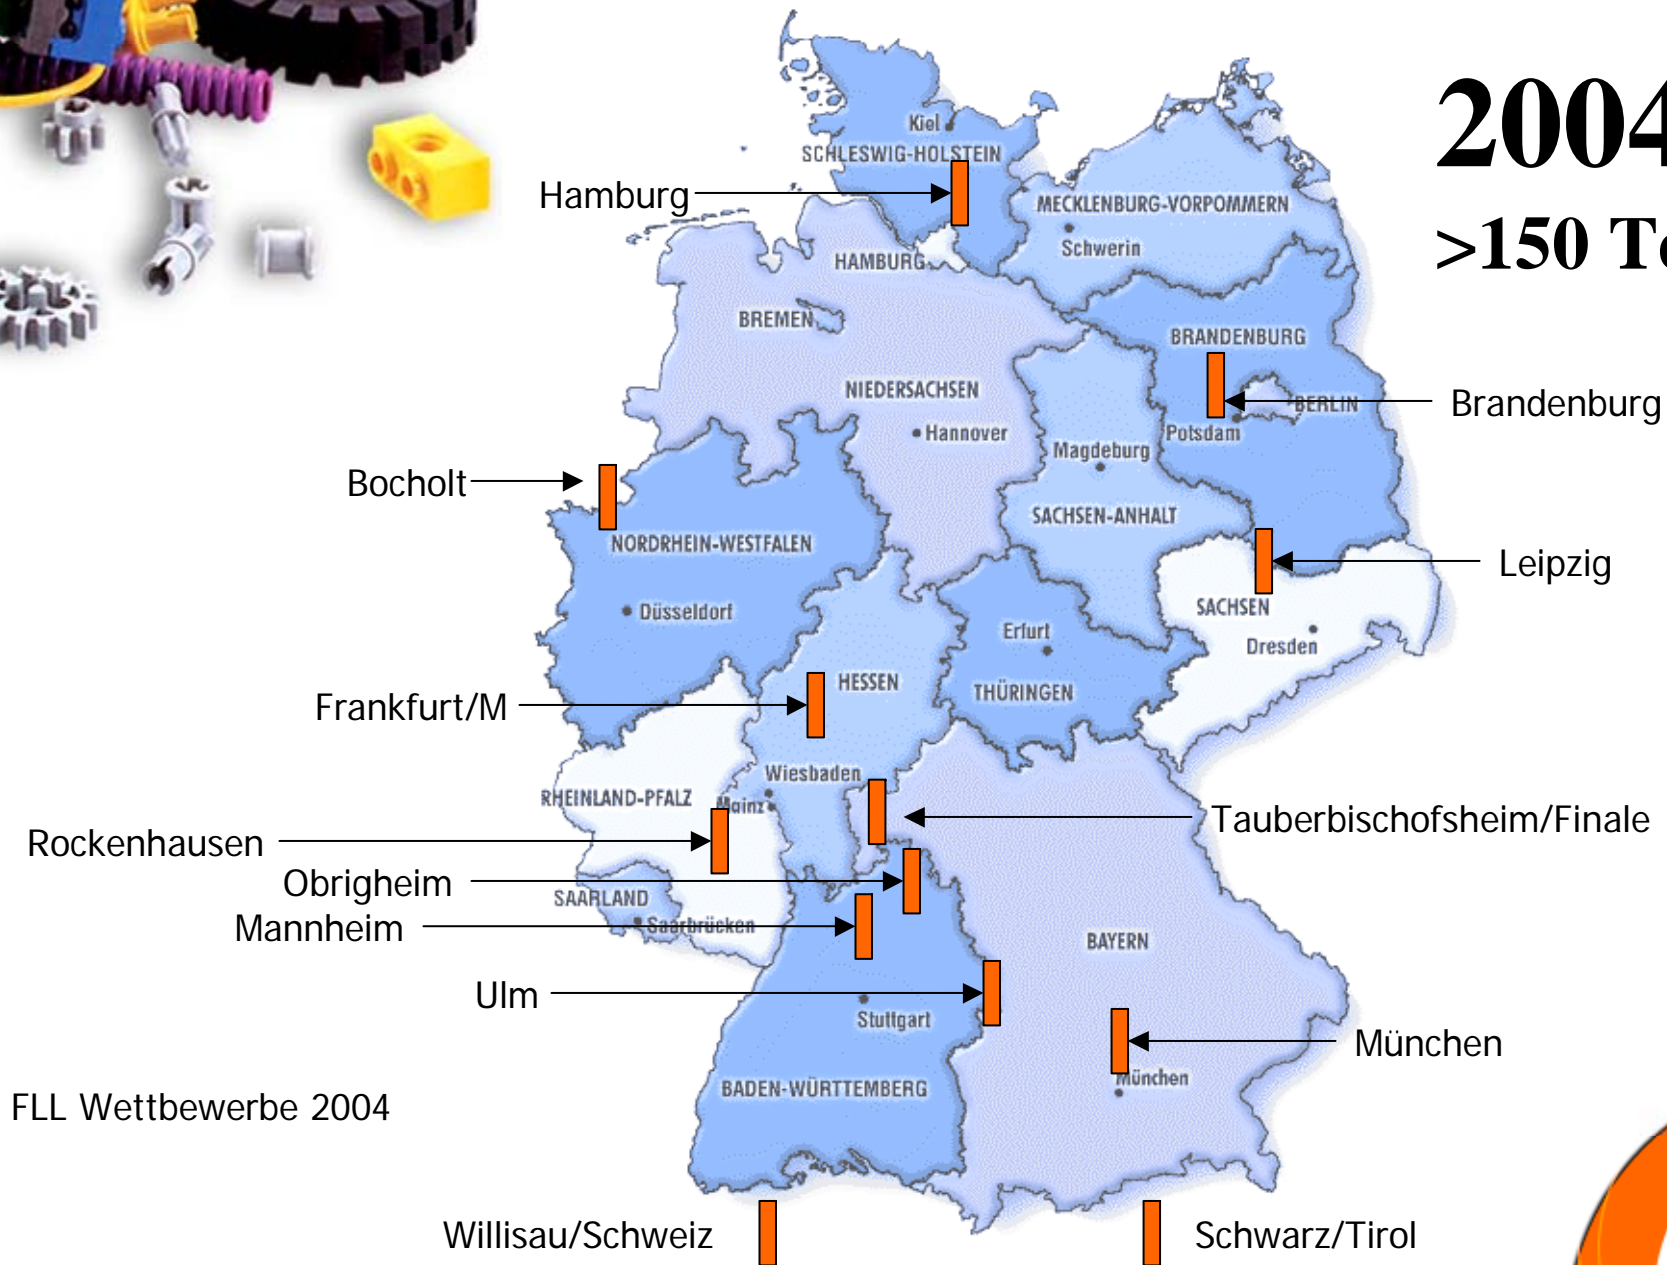 2004
>150 Te
Kiel
SCHLESWIG-HOLSTEIN
Hamburg
MECKLENBURG-VORPOMMERN
Schwerin
HAMBURG
BREMEN
BRANDENBURG
NIEDERSACHSEN
BERLIN
Brandenburg
Hannover
Potsdam
Magdeburg
Bocholt
SACHSEN-ANHALT
NORDRHEIN-WESTFALEN
Leipzig
Düsseldorf
SACHSEN
Erfurt
Dresden
HESSEN
THÜRINGEN
Frankfurt/M
Wiesbaden
RHEINLAND-PFALZ
Mainz
Tauberbischofsheim/Finale
Rockenhausen
Obrigheim
SAARLAND
Saarbrücken
Mannheim
BAYERN
Ulm
Stuttgart
München
München
BADEN-WÜRTTEMBERG
FLL Wettbewerbe 2004
Willisau/Schweiz
Schwarz/Tirol